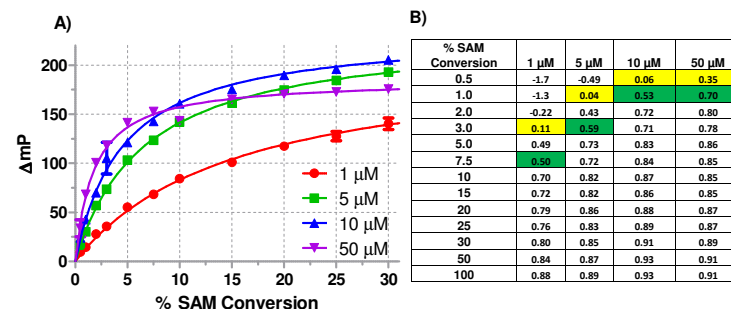 A)
200
150
100
50
0
ΔmP
0 5 10 15 20 25 30
% SAM Conversion
1 µM
5 µM
10 µM
50 µM
B)
% SAM Conversion 1 µM 5 µM 10 µM 50 µM
0.5 -1.7 -0.49 0.06 0.35
1.0 -1.3 0.04 0.53 0.70
2.0 -0.22 0.43 0.72 0.80
3.0 0.11 0.59 0.71 0.78
5.0 0.49 0.73 0.83 0.86
7.5 0.50 0.72 0.84 0.85
10 0.70 0.82 0.87 0.85
15 0.72 0.82 0.86 0.85
20 0.79 0.86 0.88 0.87
25 0.76 0.83 0.89 0.87
30 0.80 0.85 0.91 0.89
50 0.84 0.87 0.93 0.91
100 0.88 0.89 0.93 0.91